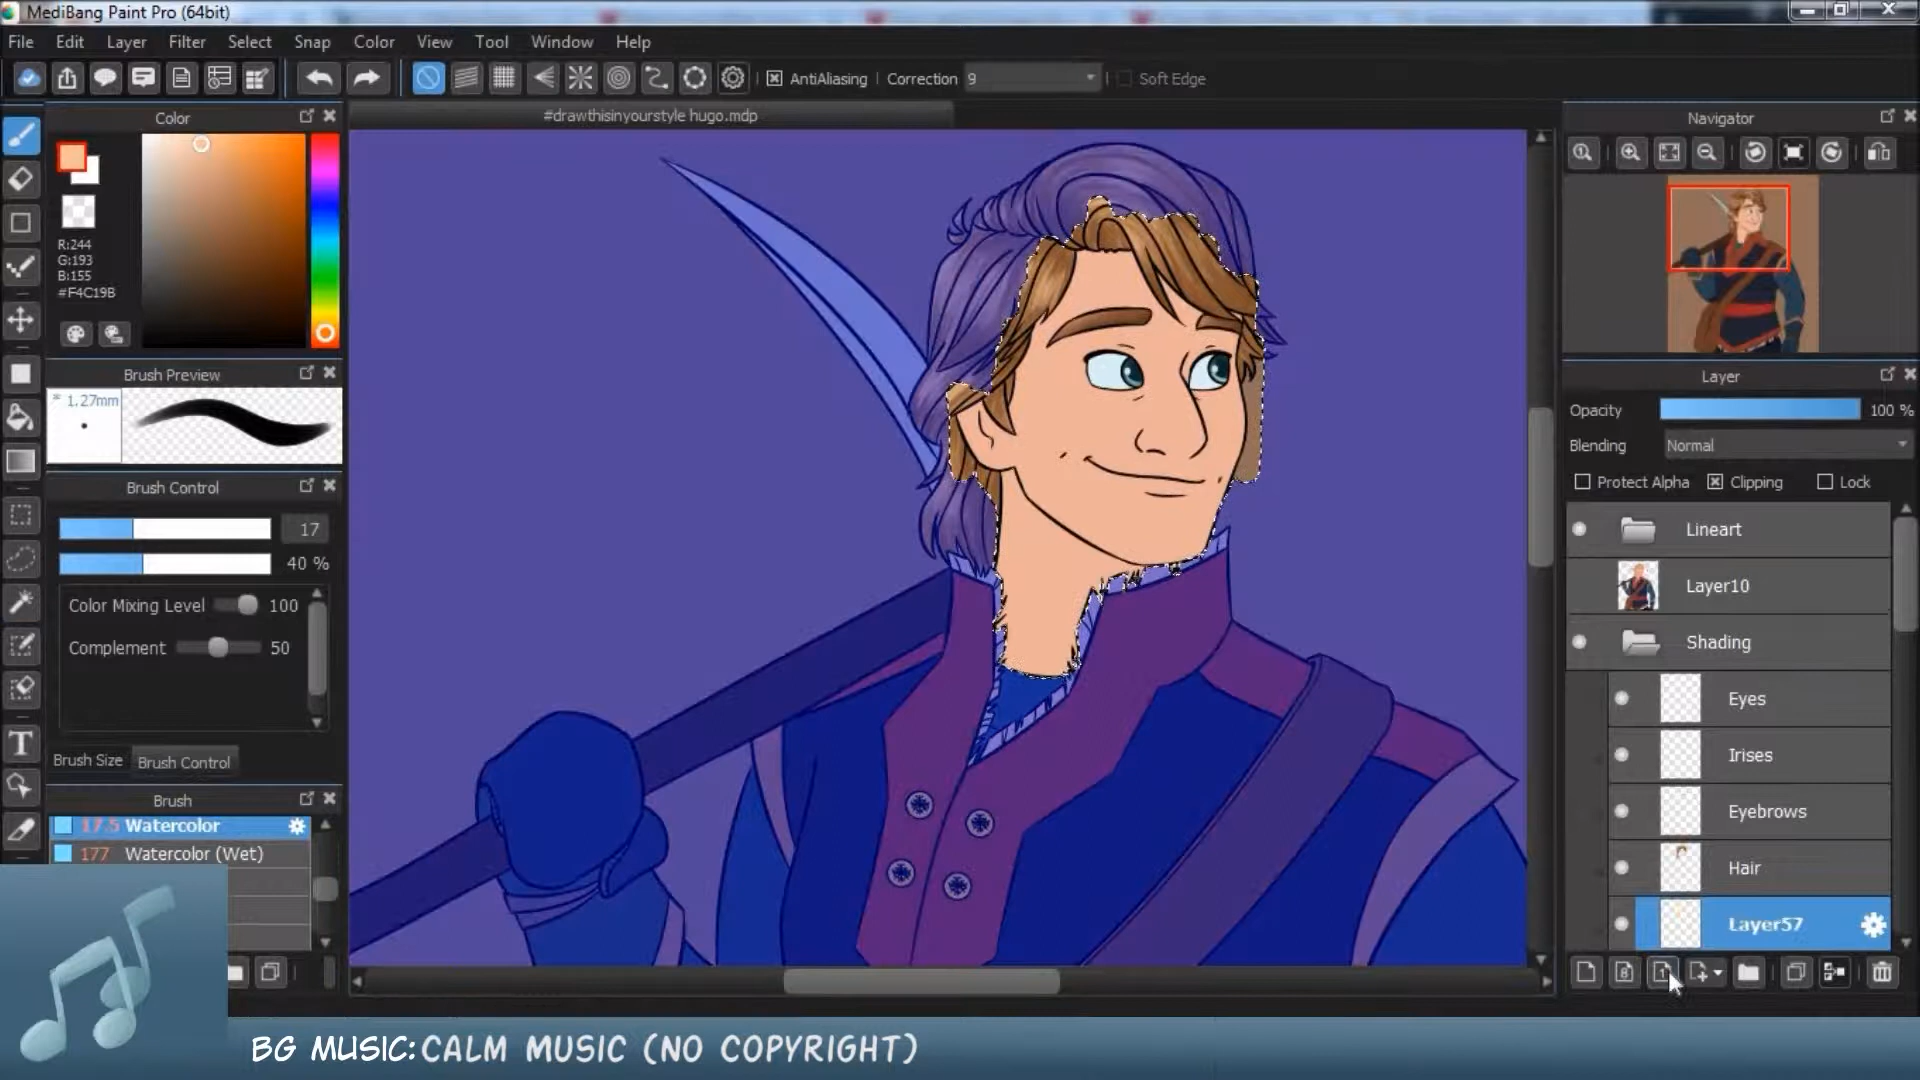 MediBang Paint Pro (64bit)
File Edit Layer Filter Select Snap Color View Tool Window Help
AntiAliasing Correction 9 Soft Edge
Color
#drawthisinyourstyle hugo.mdp
Navigator
R:244
G:193
B:155
#F4C19B
Brush Preview
* 1.27mm
Brush Control
17
40 %
Color Mixing Level 100
Complement 50
Brush Size Brush Control
Brush
17.5 Watercolor
177 Watercolor (Wet)
Layer
Opacity 100 %
Blending Normal
Protect Alpha Clipping Lock
Lineart
Layer10
Shading
Eyes
Irises
Eyebrows
Hair
Layer57
BG MUSIC: CALM MUSIC (NO COPYRIGHT)